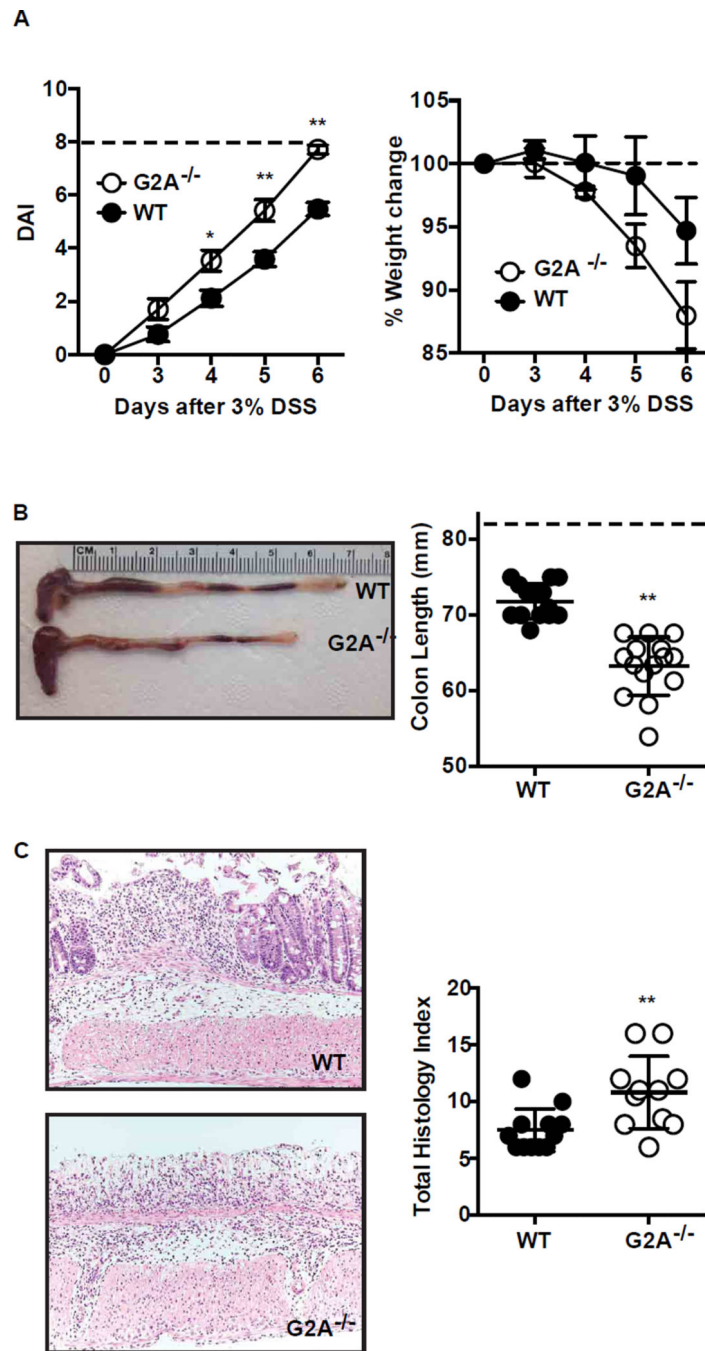 A
10
8
6
4
2
0
DAI
**
**
*
G2A-/-
WT
0 3 4 5 6
Days after 3% DSS
105
100
95
90
85
% Weight change
G2A -/-
WT
0 3 4 5 6
Days after 3% DSS
B
CM 1 2 3 4 5 6 7 8
WT
G2A-/-
80
70
60
50
Colon Length (mm)
**
WT G2A-/-
C
WT
G2A-/-
20
15
10
5
0
Total Histology Index
**
WT G2A-/-